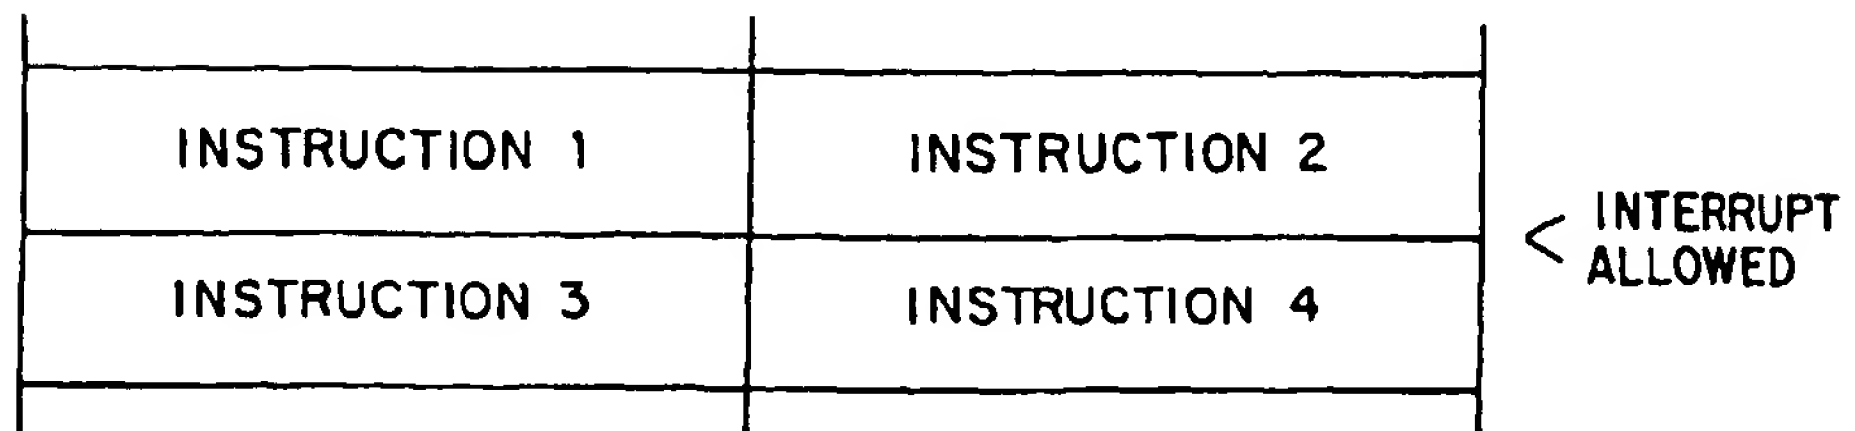 INSTRUCTION 1
INSTRUCTION 2
INTERRUPT
ALLOWED
INSTRUCTION 3
INSTRUCTION 4